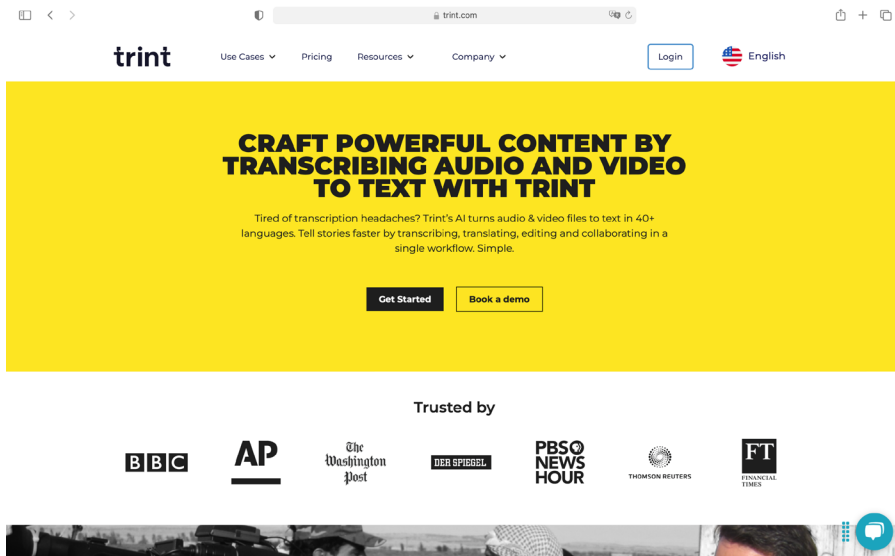 trint.com
trint
Use Cases
Pricing
Resources
Company
Login
English
CRAFT POWERFUL CONTENT BY
TRANSCRIBING AUDIO AND VIDEO
TO TEXT WITH TRINT
Tired of transcription headaches? Trint's AI turns audio & video files to text in 40+
languages. Tell stories faster by transcribing, translating, editing and collaborating in a
single workflow. Simple.
Get Started
Book a demo
Trusted by
BBC
AP
The
Washington
Post
DER SPIEGEL
PBS
NEWS
HOUR
THOMSON REUTERS
FT
FINANCIAL
TIMES